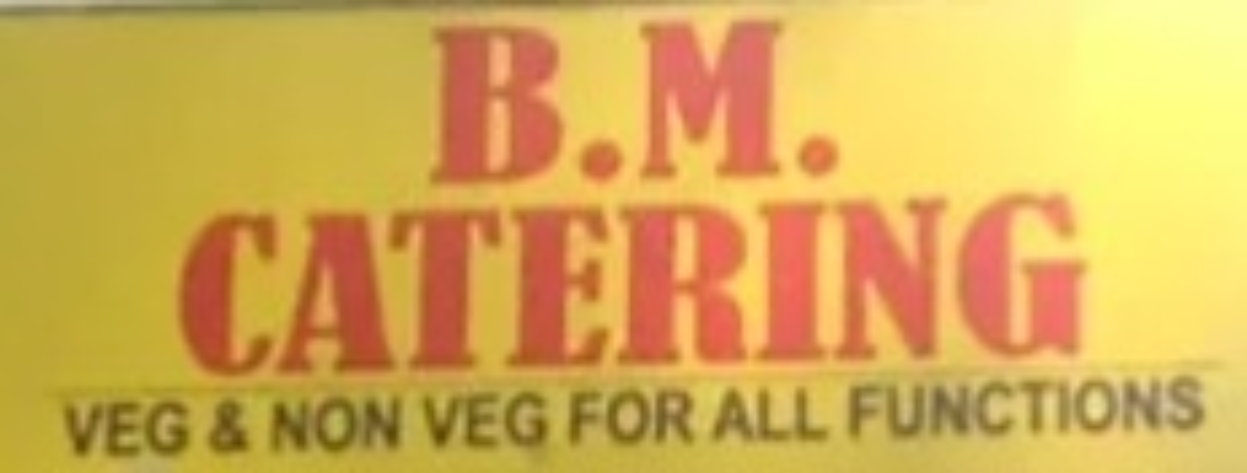 B.M.
CATERING
VEG & NON VEG FOR ALL FUNCTIONS